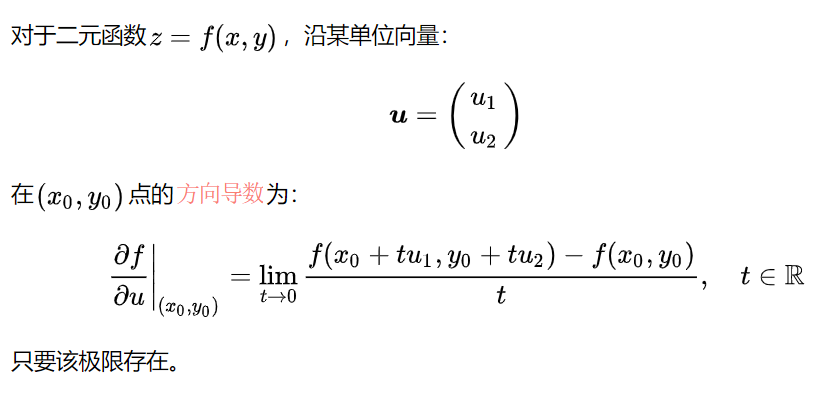 对于二元函数$z=f(x,y)$，沿某单位向量：
$$\boldsymbol{u}=\begin{pmatrix}u_1\\u_2\end{pmatrix}$$
在$(x_0,y_0)$点的方向导数为：
$$\left.\frac{\partial f}{\partial u}\right|_{(x_0,y_0)}=\lim_{t\to 0}\frac{f(x_0+tu_1,y_0+tu_2)-f(x_0,y_0)}{t},\quad t\in\mathbb{R}$$
只要该极限存在。